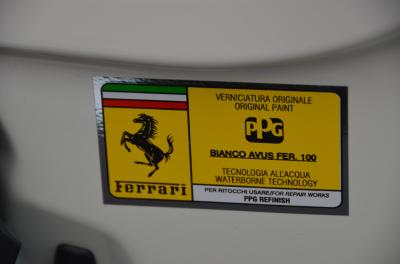 VERNICIATURA ORIGINALE
ORIGINAL PAINT
PPG
BIANCO AVUS FER. 100
TECNOLOGIA ALL'ACQUA
WATERBORNE TECHNOLOGY
Ferrari
PER RITOCCHI USARE/FOR REPAIR WORKS
PPG REFINISH